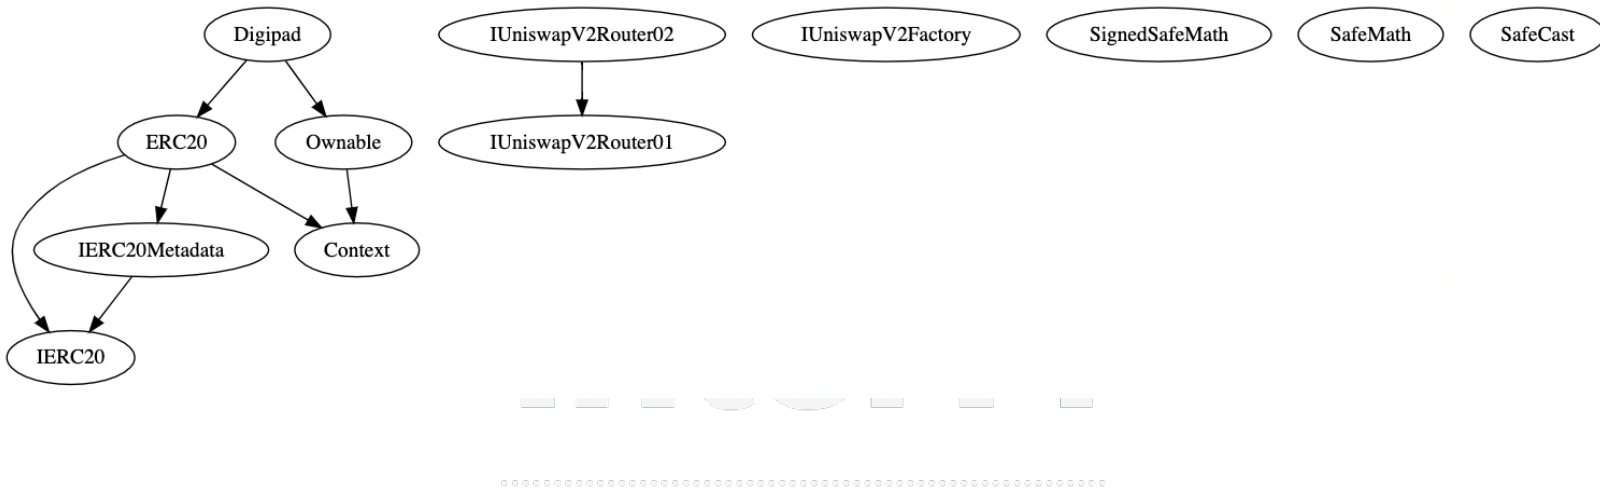 Digipad
IUniswapV2Router02
IUniswapV2Factory
SignedSafeMath
SafeMath
SafeCast
ERC20
Ownable
IUniswapV2Router01
IERC20Metadata
Context
IERC20